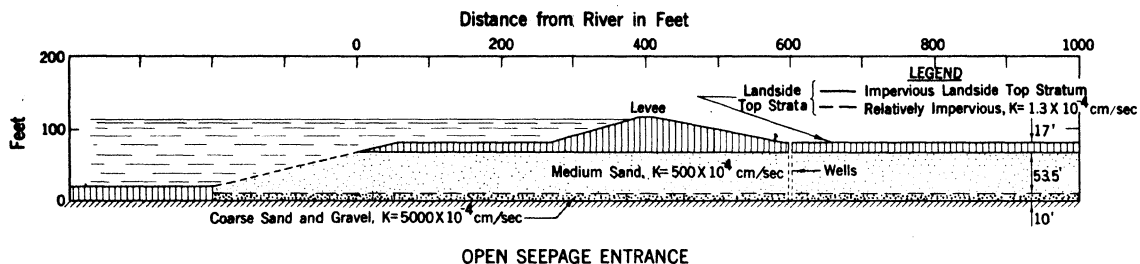 Distance from River in Feet
0 200 400 600 800 1000
200
100
0
Feet
LEGEND
Landside Top Strata
Impervious Landside Top Stratum
Relatively Impervious, K= 1.3 X 10⁻⁴ cm/sec
Levee
17'
Medium Sand, K= 500 X 10⁻⁴ cm/sec
Wells
53.5'
Coarse Sand and Gravel, K= 5000 X 10⁻⁴ cm/sec
10'
OPEN SEEPAGE ENTRANCE